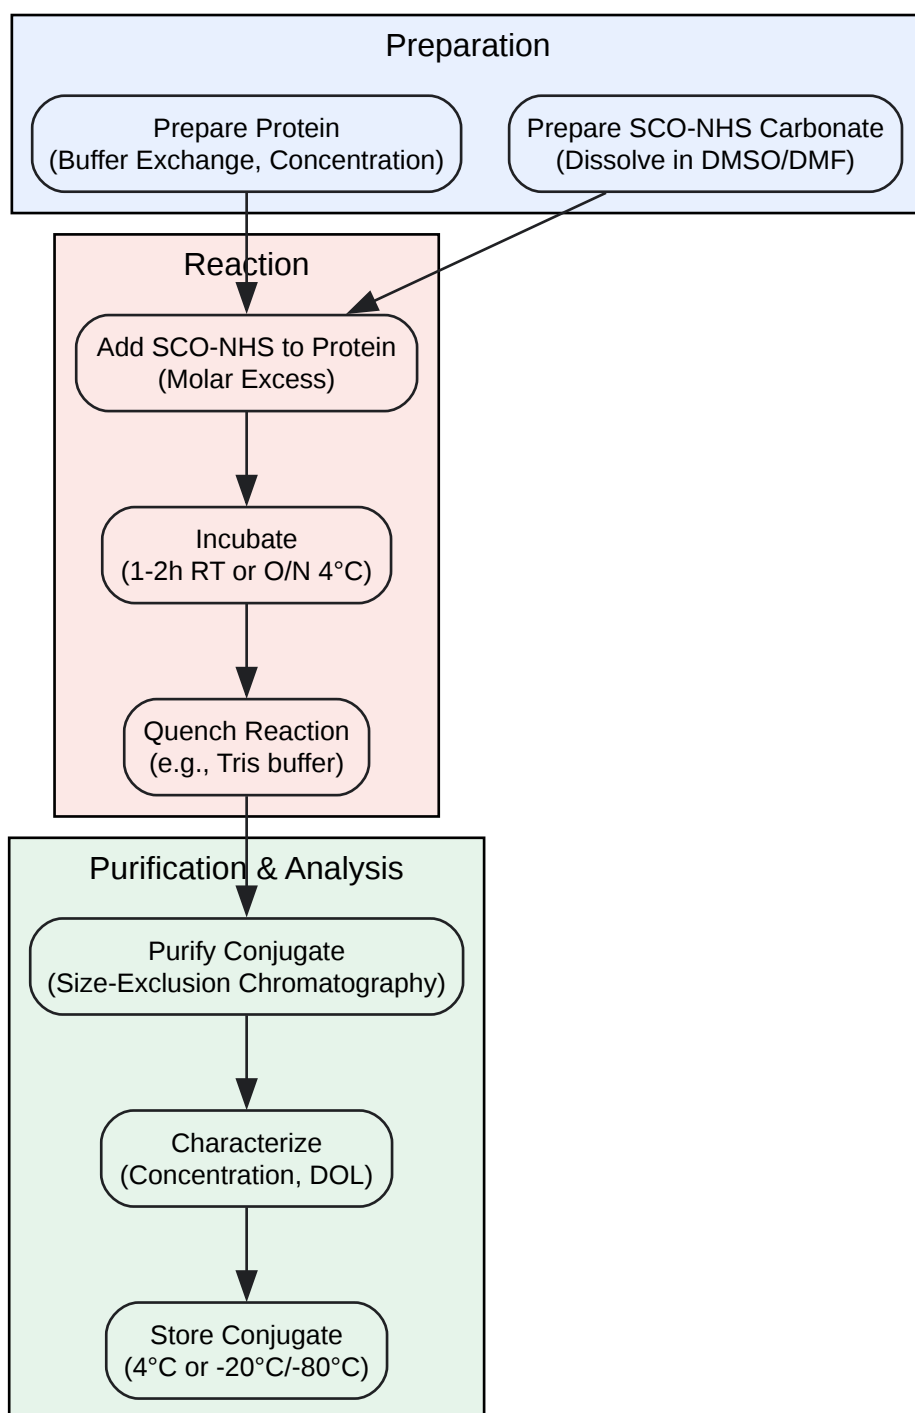 Preparation
Prepare Protein
(Buffer Exchange, Concentration)
Prepare SCO-NHS Carbonate
(Dissolve in DMSO/DMF)
Reaction
Add SCO-NHS to Protein
(Molar Excess)
Incubate
(1-2h RT or O/N 4°C)
Quench Reaction
(e.g., Tris buffer)
Purification & Analysis
Purify Conjugate
(Size-Exclusion Chromatography)
Characterize
(Concentration, DOL)
Store Conjugate
(4°C or -20°C/-80°C)